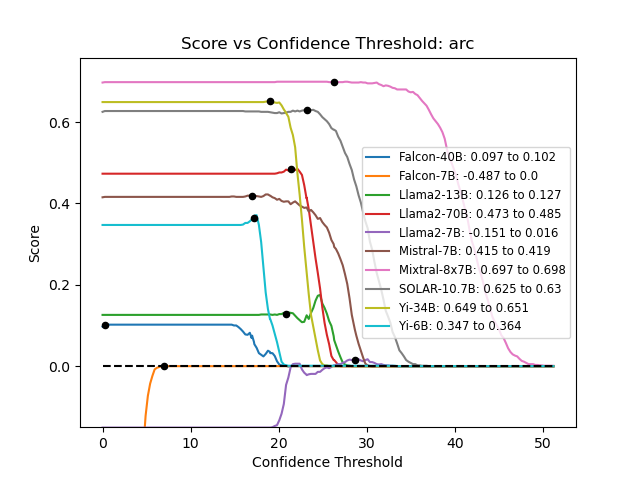 Score vs Confidence Threshold: arc
Score
0.6
0.4
0.2
0.0
Falcon-40B: 0.097 to 0.102
Falcon-7B: -0.487 to 0.0
Llama2-13B: 0.126 to 0.127
Llama2-70B: 0.473 to 0.485
Llama2-7B: -0.151 to 0.016
Mistral-7B: 0.415 to 0.419
Mixtral-8x7B: 0.697 to 0.698
SOLAR-10.7B: 0.625 to 0.63
Yi-34B: 0.649 to 0.651
Yi-6B: 0.347 to 0.364
0 10 20 30 40 50
Confidence Threshold